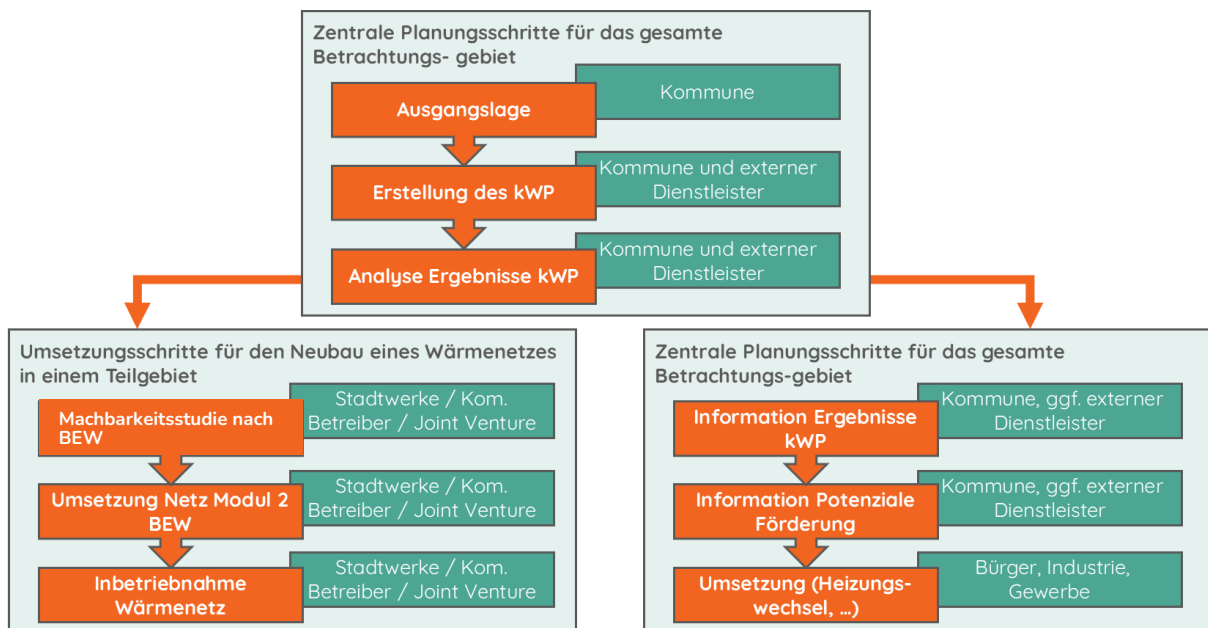 Zentrale Planungsschritte für das gesamte
Betrachtungs- gebiet
Ausgangslage
Kommune
Erstellung des kWP
Kommune und externer
Dienstleister
Analyse Ergebnisse kWP
Kommune und externer
Dienstleister
Umsetzungsschritte für den Neubau eines Wärmenetzes
in einem Teilgebiet
Machbarkeitsstudie nach
BEW
Stadtwerke / Kom.
Betreiber / Joint Venture
Umsetzung Netz Modul 2
BEW
Stadtwerke / Kom.
Betreiber / Joint Venture
Inbetriebnahme
Wärmenetz
Stadtwerke / Kom.
Betreiber / Joint Venture
Zentrale Planungsschritte für das gesamte
Betrachtungs-gebiet
Information Ergebnisse
kWP
Kommune, ggf. externer
Dienstleister
Information Potenziale
Förderung
Kommune, ggf. externer
Dienstleister
Umsetzung (Heizungs-
wechsel, ...)
Bürger, Industrie,
Gewerbe